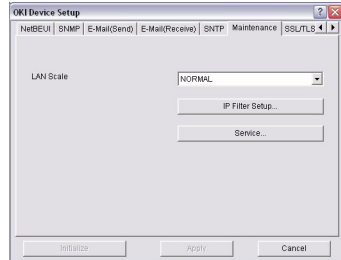 OKI Device Setup
NetBEUI SNMP E-Mail(Send) E-Mail(Receive) SNTP Maintenance SSL/TLS
LAN Scale NORMAL
IP Filter Setup...
Service...
Initialize Apply Cancel